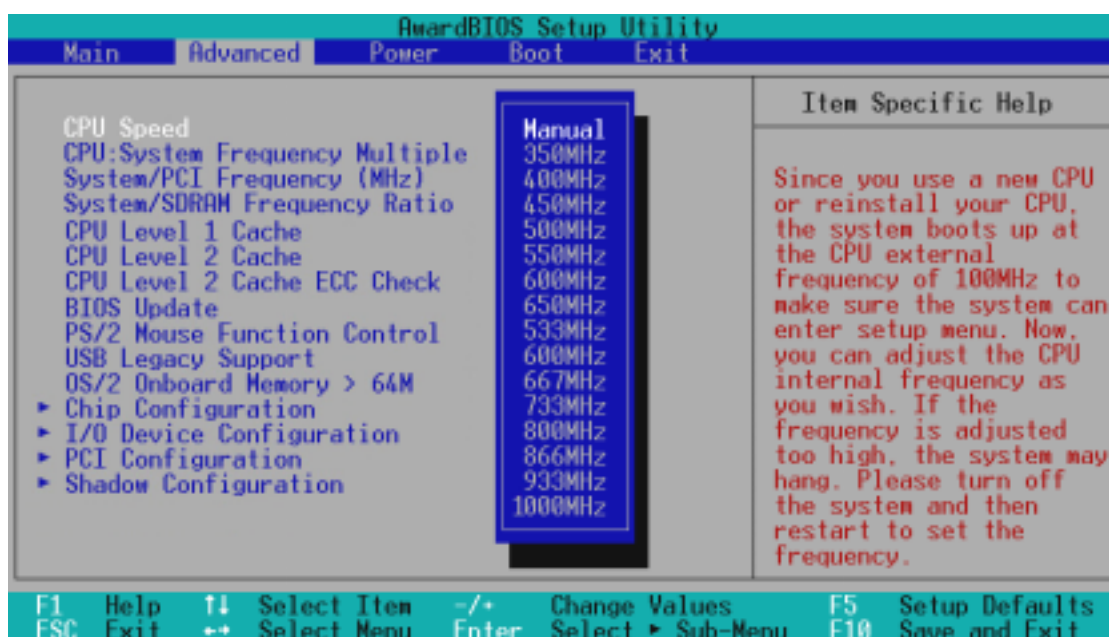 AwardBIOS Setup Utility
Main Advanced Power Boot Exit
CPU Speed
CPU:System Frequency Multiple
System/PCI Frequency (MHz)
System/SDRAM Frequency Ratio
CPU Level 1 Cache
CPU Level 2 Cache
CPU Level 2 Cache ECC Check
BIOS Update
PS/2 Mouse Function Control
USB Legacy Support
OS/2 Onboard Memory > 64M
► Chip Configuration
► I/O Device Configuration
► PCI Configuration
► Shadow Configuration
Manual
350MHz
400MHz
450MHz
500MHz
550MHz
600MHz
650MHz
533MHz
600MHz
667MHz
733MHz
800MHz
866MHz
933MHz
1000MHz
Item Specific Help
Since you use a new CPU
or reinstall your CPU,
the system boots up at
the CPU external
frequency of 100MHz to
make sure the system can
enter setup menu. Now,
you can adjust the CPU
internal frequency as
you wish. If the
frequency is adjusted
too high, the system may
hang. Please turn off
the system and then
restart to set the
frequency.
F1 Help ↑↓ Select Item -/+ Change Values F5 Setup Defaults
ESC Exit ←→ Select Menu Enter Select ► Sub-Menu F10 Save and Exit